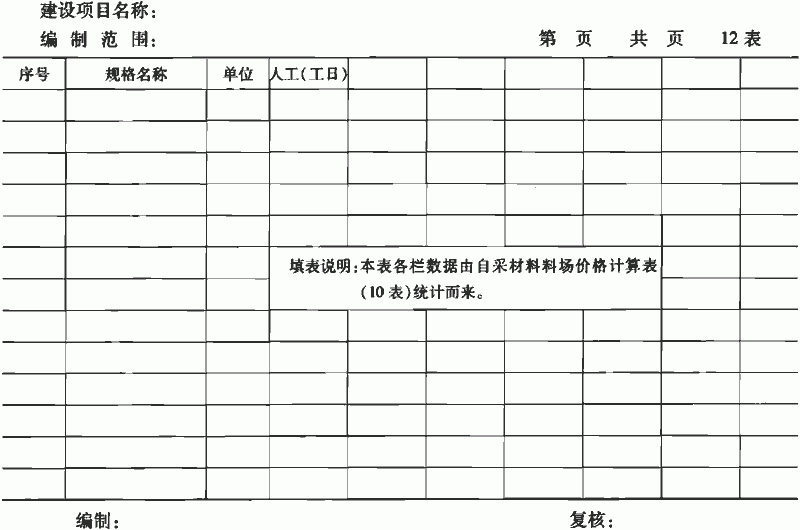 建设项目名称：
编 制 范 围： 第 页 共 页 12 表
序号 规格名称 单位 人工(工日)
填表说明：本表各栏数据由自采材料料场价格计算表
(10 表)统计而来。
编制： 复核：